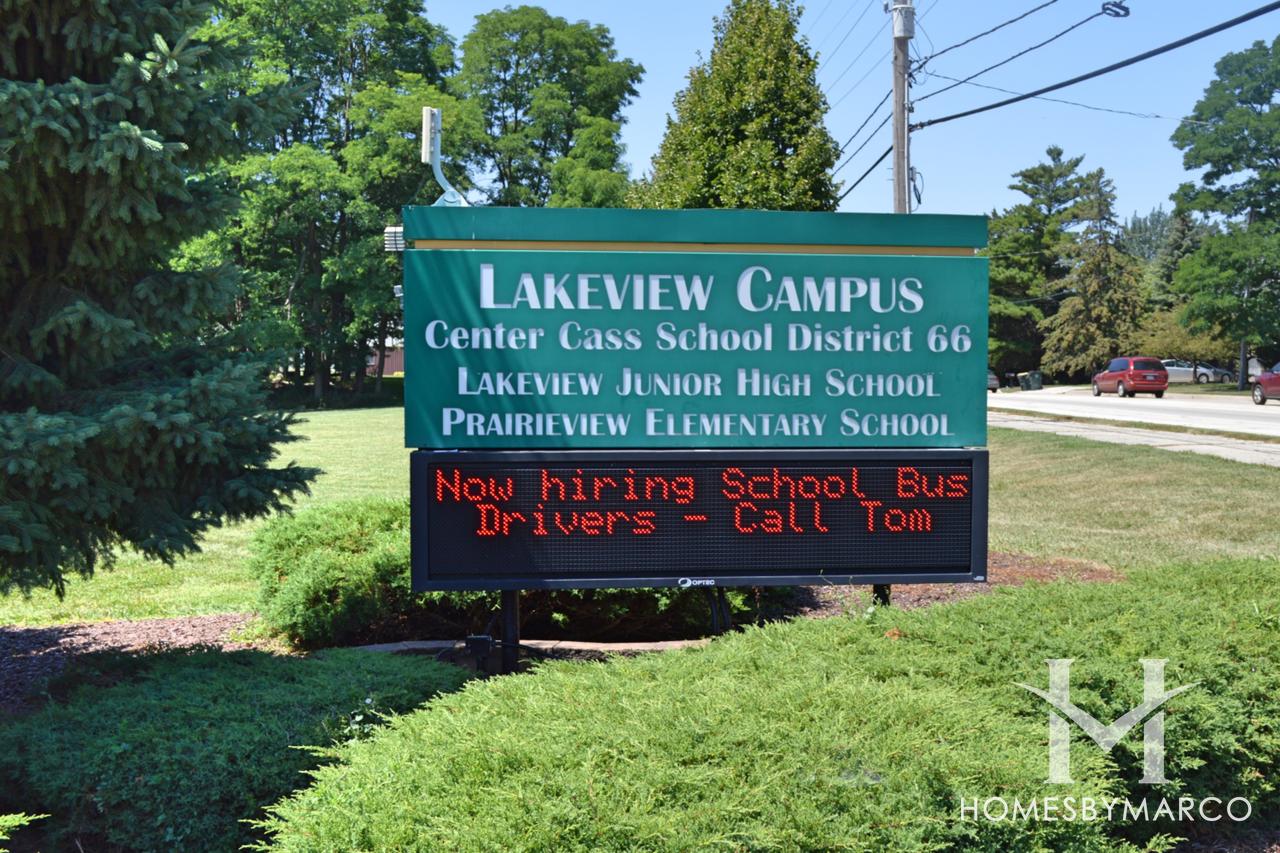 LAKEVIEW CAMPUS
Center Cass School District 66
LAKEVIEW JUNIOR HIGH SCHOOL
PRAIRIEVIEW ELEMENTARY SCHOOL
Now hiring School Bus
Drivers - Call Tom
OPTEC
HOMESBYMARCO